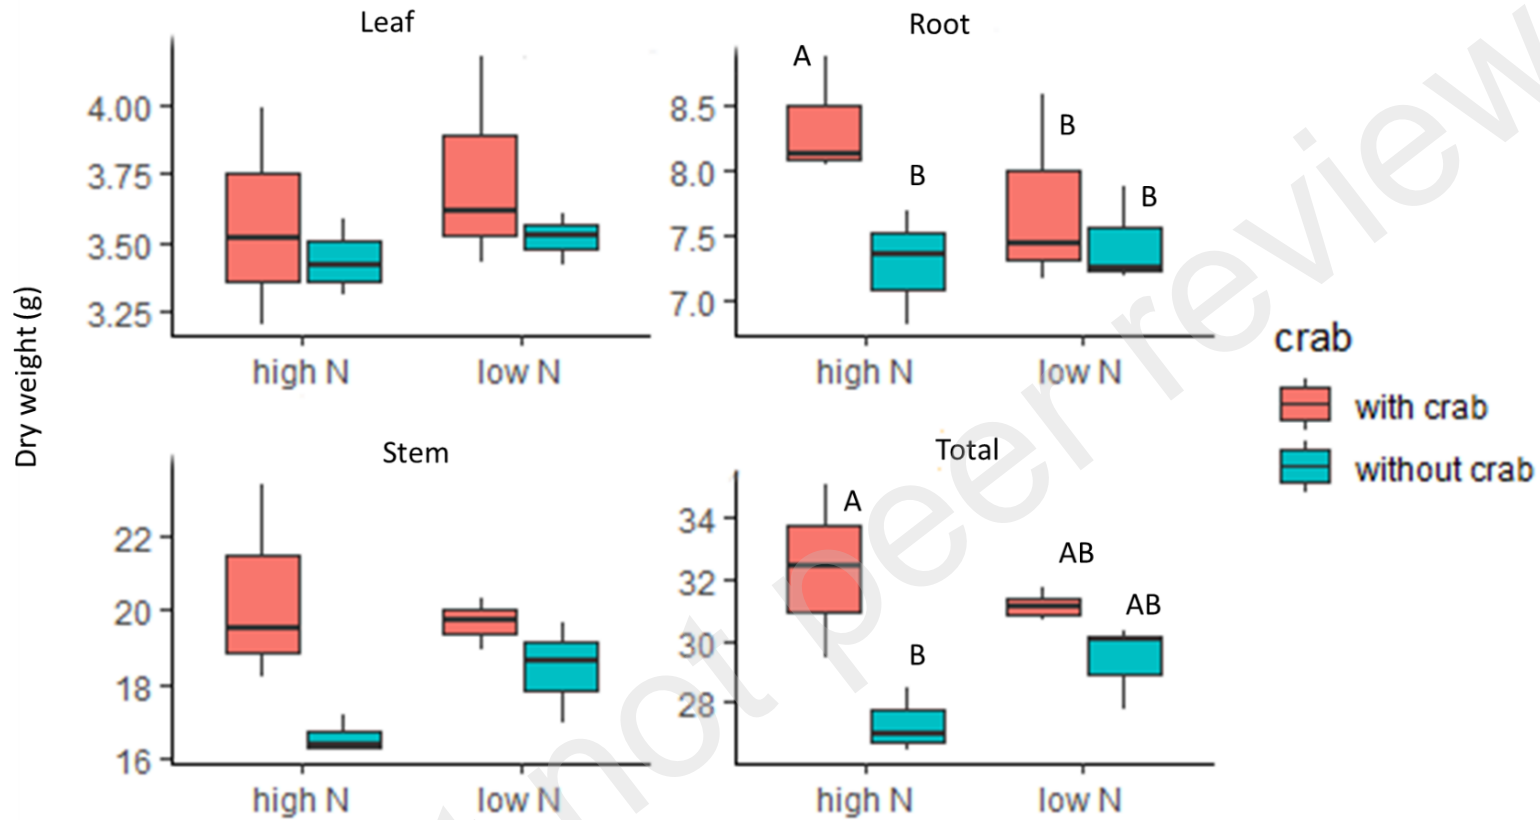 Leaf
4.00
3.75
3.50
3.25
high N
low N
Root
A
B
B
B
8.5
8.0
7.5
7.0
high N
low N
Dry weight (g)
Stem
22
20
18
16
high N
low N
Total
A
B
AB
AB
34
32
30
28
high N
low N
crab
with crab
without crab
not peer review